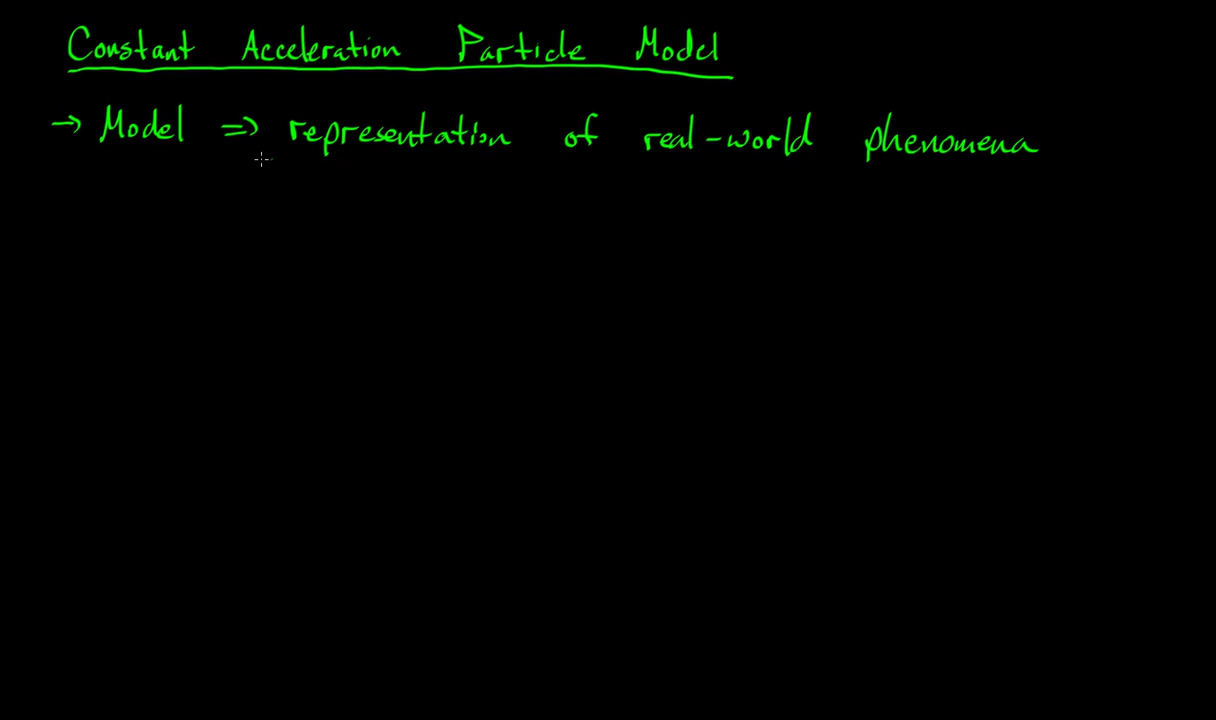 Constant Acceleration Particle Model
→ Model => representation of real-world phenomena